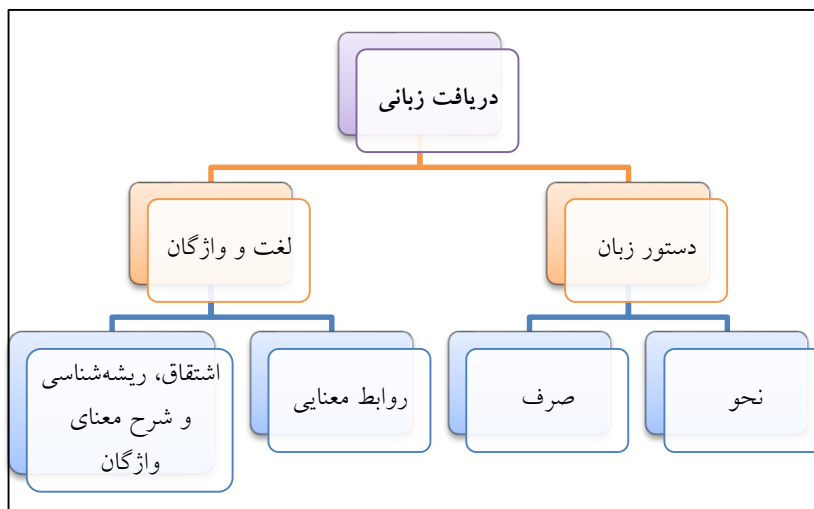 دریافت زبانی
دستور زبان
لغت و واژگان
نحو
صرف
روابط معنایی
اشتقاق، ریشه‌شناسی
و شرح معنای
واژگان